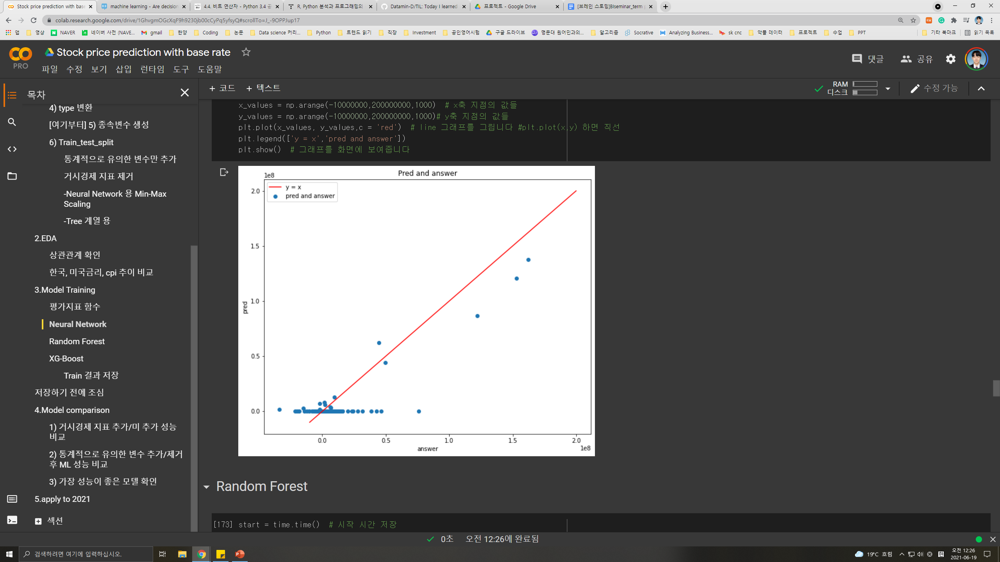 Stock price prediction with base
machine learning - Are decision
4.4. 비트 연산자 - Python 3.4 공
R, Python 분석과 프로그래밍의
Datamin-D/TIL: Today I learned
프로젝트 - Google Drive
[브레인 스토밍]BIseminar_term
colab.research.google.com/drive/1GhvgmOGcXqF9h9230jb00cCyPq5yfsyQ#scrollTo=J_-9OPPJup17
앱 영상 NAVER 네이버 사전 (NAVE... gmail 한양 Coding 논문 Data science 커리... Python 트렌드 읽기 직장 Investment 공인영어시험 구글 드라이브 명문대 원어민과의... 알고리즘 Socrative Analyzing Business... sk cnc 악플 데이터 프로젝트 수업 PPT 기타 북마크 읽기 목록
PRO
Stock price prediction with base rate
파일 수정 보기 삽입 런타임 도구 도움말
댓글 공유
목차
4) type 변환
[여기부터] 5) 종속변수 생성
6) Train_test_split
통계적으로 유의한 변수만 추가
거시경제 지표 제거
-Neural Network 용 Min-Max
Scaling
-Tree 계열 용
2.EDA
상관관계 확인
한국, 미국금리, cpi 추이 비교
3.Model Training
평가지표 함수
Neural Network
Random Forest
XG-Boost
Train 결과 저장
저장하기 전에 조심
4.Model comparison
1) 거시경제 지표 추가/미 추가 성능
비교
2) 통계적으로 유의한 변수 추가/제거
후 ML 성능 비교
3) 가장 성능이 좋은 모델 확인
5.apply to 2021
섹션
+ 코드 + 텍스트
RAM
디스크
수정 가능
x_values = np.arange(-10000000,200000000,1000) # x축 지점의 값들
y_values = np.arange(-10000000,200000000,1000)# y축 지점의 값들
plt.plot(x_values, y_values,c = 'red') # line 그래프를 그립니다 #plt.plot(x,y) 하면 직선
plt.legend(['y = x','pred and answer'])
plt.show() # 그래프를 화면에 보여줍니다
Pred and answer
1e8
y = x
pred and answer
2.0
1.5
1.0
0.5
0.0
pred
0.0 0.5 1.0 1.5 2.0
answer
1e8
Random Forest
[173] start = time.time() # 시작 시간 저장
0초 오전 12:26에 완료됨
검색하려면 여기에 입력하십시오.
19°C 흐림
한
오전 12:26
2021-06-19